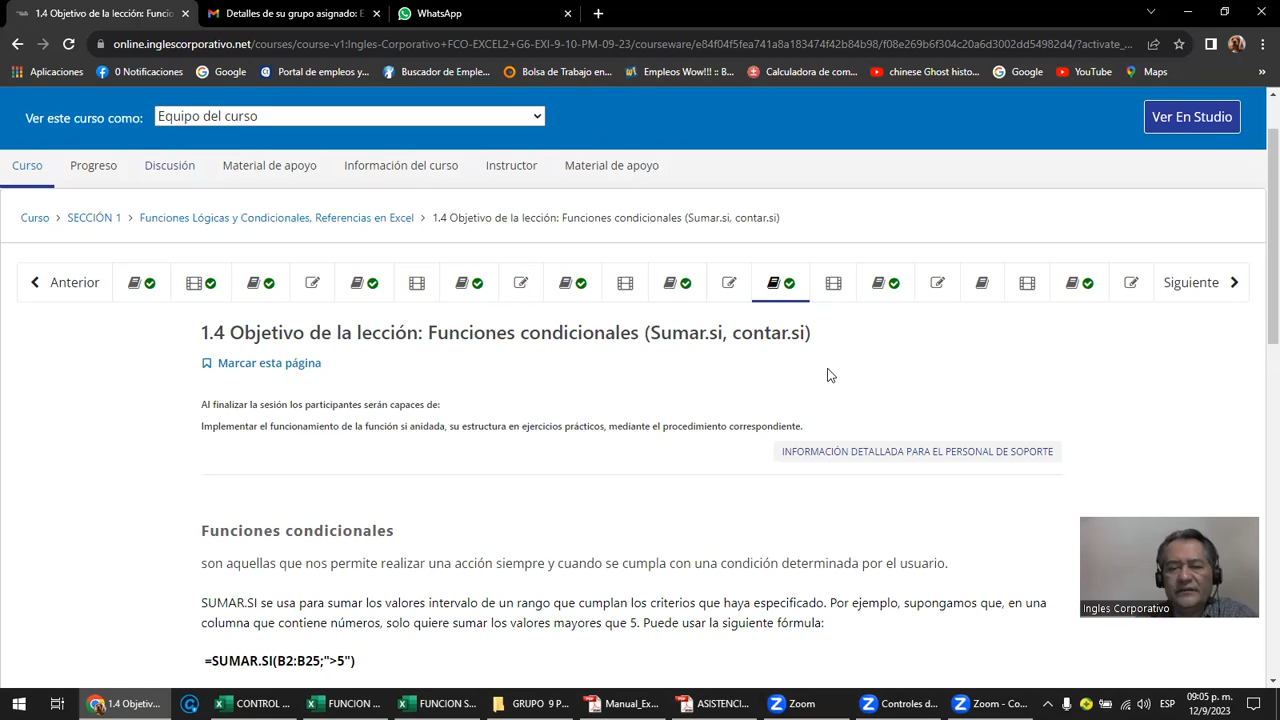 1.4 Objetivo de la lección: Funcio
Detalles de su grupo asignado: E
WhatsApp
online.inglescorporativo.net/courses/course-v1:Ingles-Corporativo+FCO-EXCEL2+G6-EXI-9-10-PM-09-23/courseware/e84f04f5fea741a8a183474f42b84b98/f08e269b6f304c20a6d3002dd54982d4/?activate_...
Aplicaciones
0 Notificaciones
Google
Portal de empleos y...
Buscador de Emple...
Bolsa de Trabajo en...
Empleos Wow!!! :: B...
Calculadora de com...
chinese Ghost histo...
Google
YouTube
Maps
»
Ver este curso como:
Equipo del curso
Ver En Studio
Curso
Progreso
Discusión
Material de apoyo
Información del curso
Instructor
Material de apoyo
Curso > SECCIÓN 1 > Funciones Lógicas y Condicionales, Referencias en Excel > 1.4 Objetivo de la lección: Funciones condicionales (Sumar.si, contar.si)
Anterior
Siguiente
1.4 Objetivo de la lección: Funciones condicionales (Sumar.si, contar.si)
Marcar esta página
Al finalizar la sesión los participantes serán capaces de:
Implementar el funcionamiento de la función si anidada, su estructura en ejercicios prácticos, mediante el procedimiento correspondiente.
INFORMACIÓN DETALLADA PARA EL PERSONAL DE SOPORTE
Funciones condicionales
son aquellas que nos permite realizar una acción siempre y cuando se cumpla con una condición determinada por el usuario.
SUMAR.SI se usa para sumar los valores intervalo de un rango que cumplan los criterios que haya especificado. Por ejemplo, supongamos que, en una
columna que contiene números, solo quiere sumar los valores mayores que 5. Puede usar la siguiente fórmula:
=SUMAR.SI(B2:B25;">5")
Ingles Corporativo
1.4 Objetiv...
CONTROL ...
FUNCION ...
FUNCION S...
GRUPO 9 P...
Manual_Ex...
ASISTENCI...
Zoom
Controles d...
Zoom - Co...
ESP
09:05 p. m.
12/9/2023